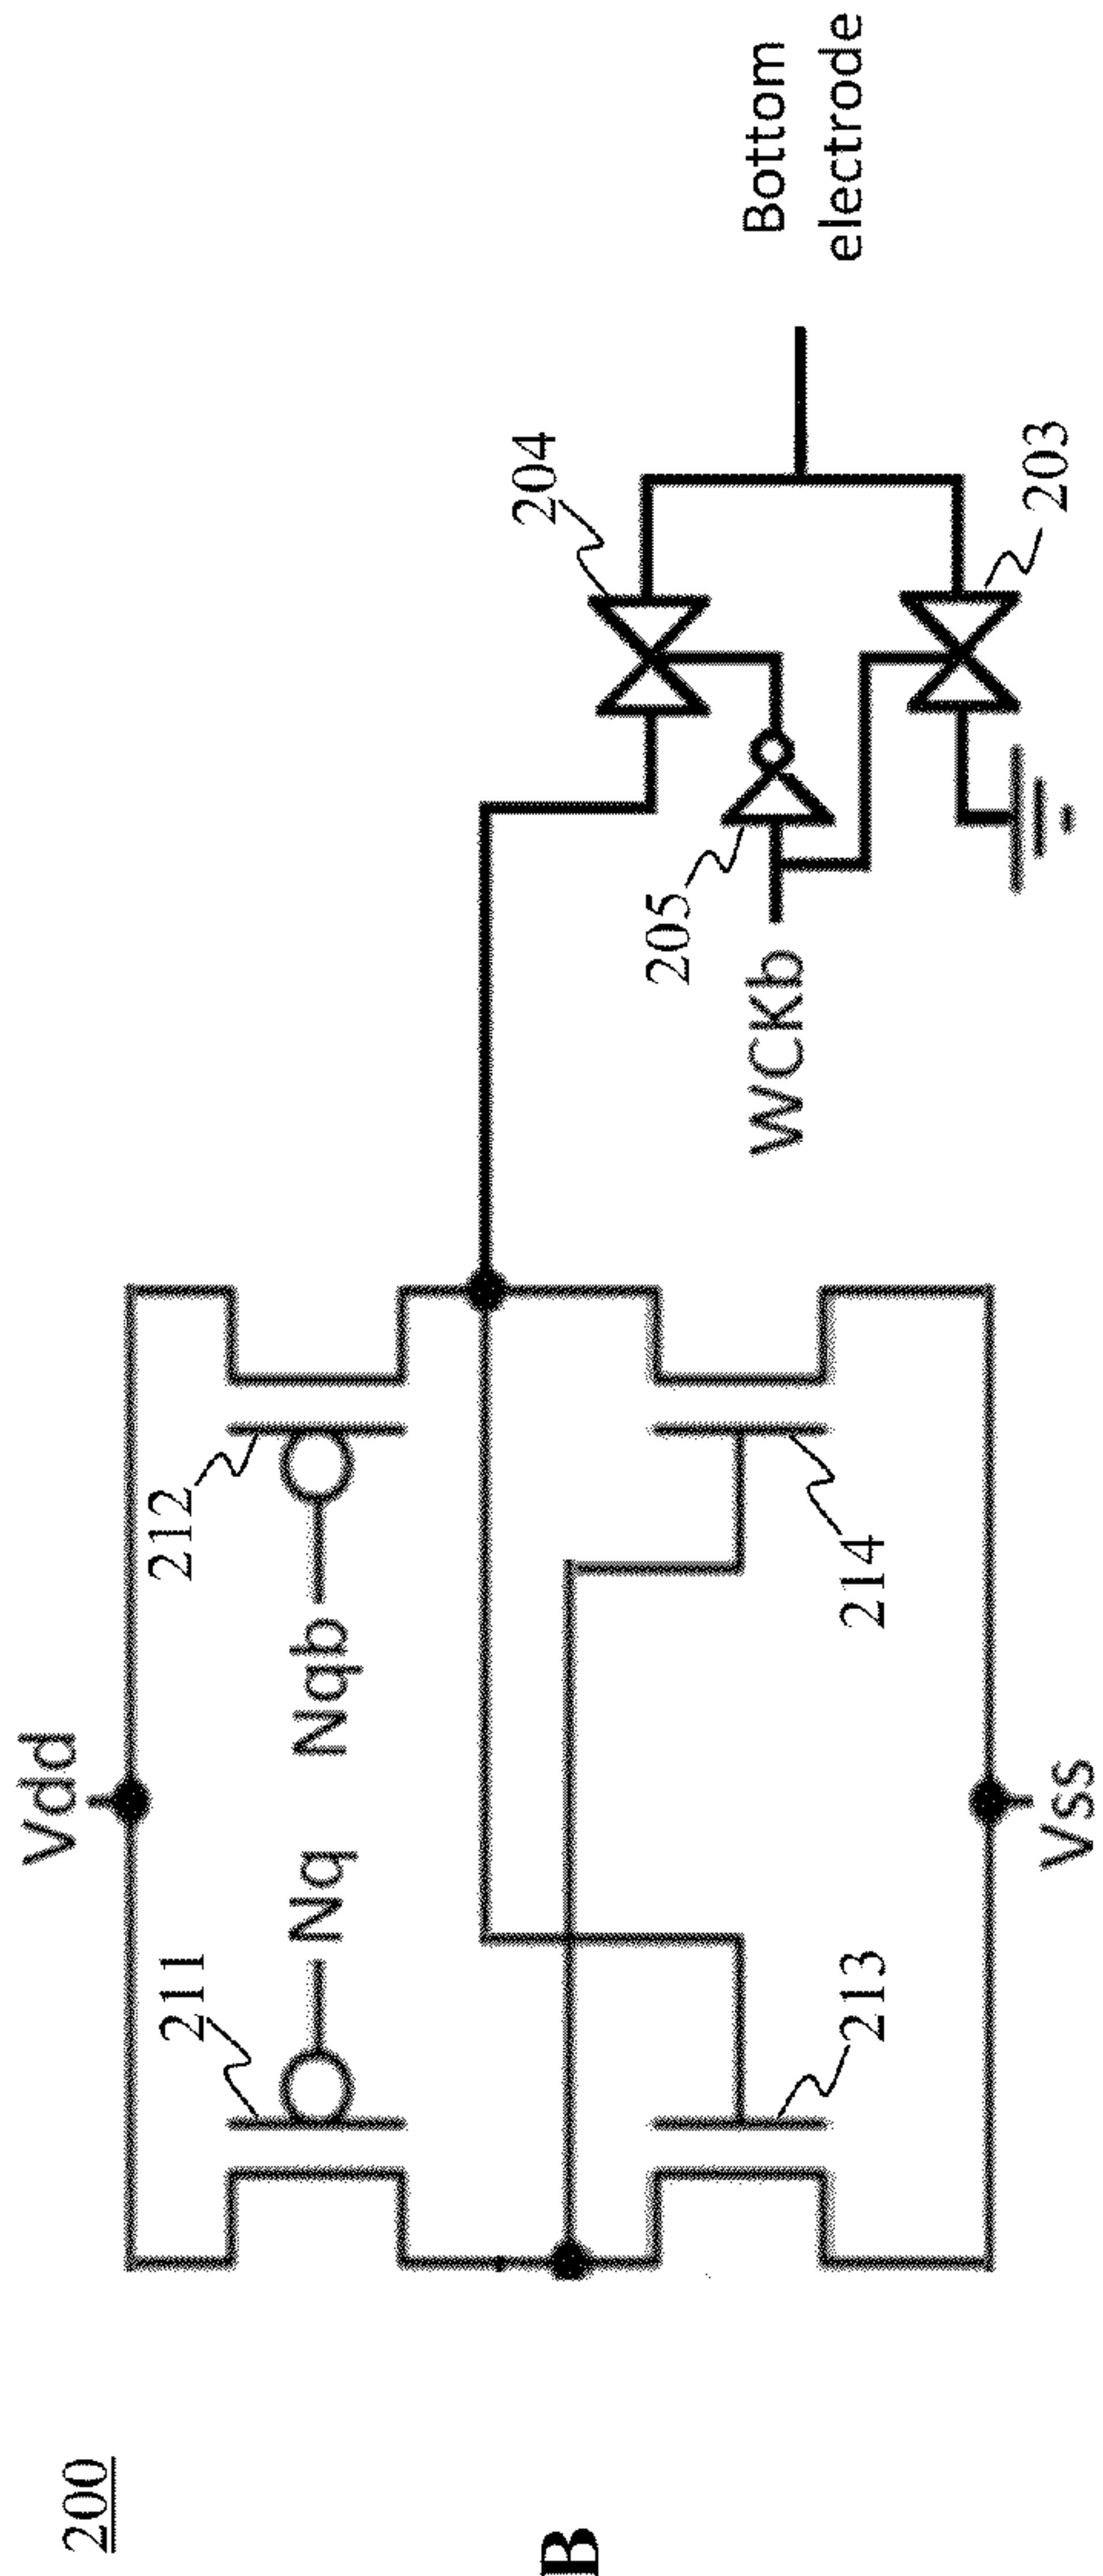 200
B
Vdd
211
Nq
Nqb
212
213
214
Vss
204
205
WCKb
203
Bottom
electrode